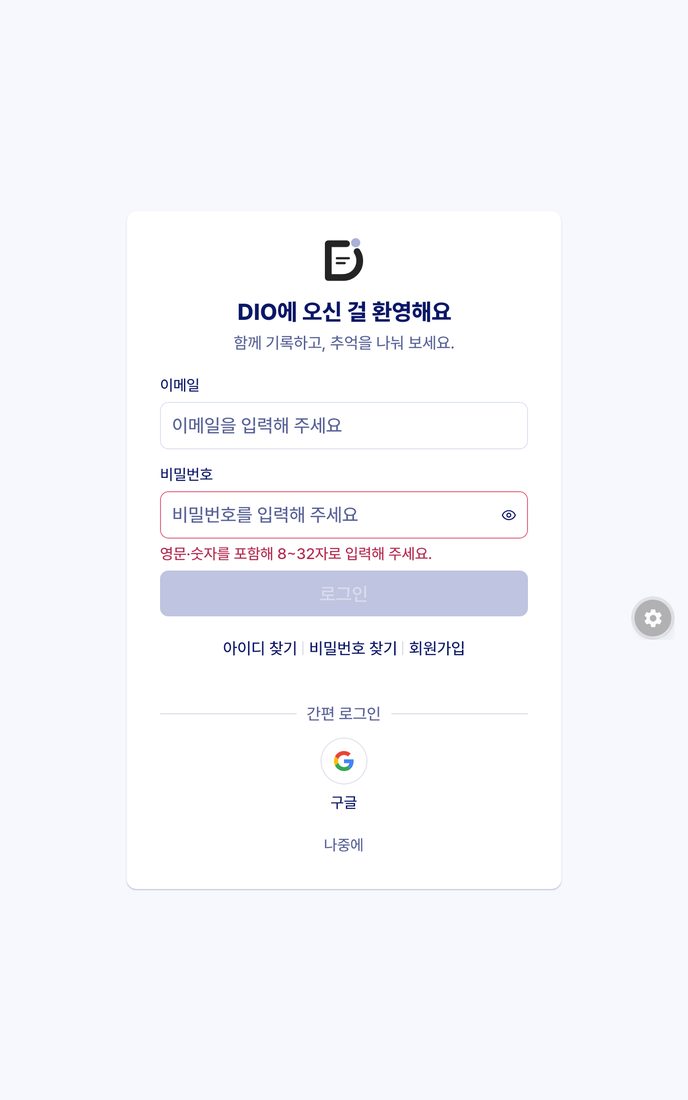 DIO에 오신 걸 환영해요
함께 기록하고, 추억을 나눠 보세요.
이메일
이메일을 입력해 주세요
비밀번호
비밀번호를 입력해 주세요
영문·숫자를 포함해 8~32자로 입력해 주세요.
로그인
아이디 찾기 | 비밀번호 찾기 | 회원가입
간편 로그인
구글
나중에